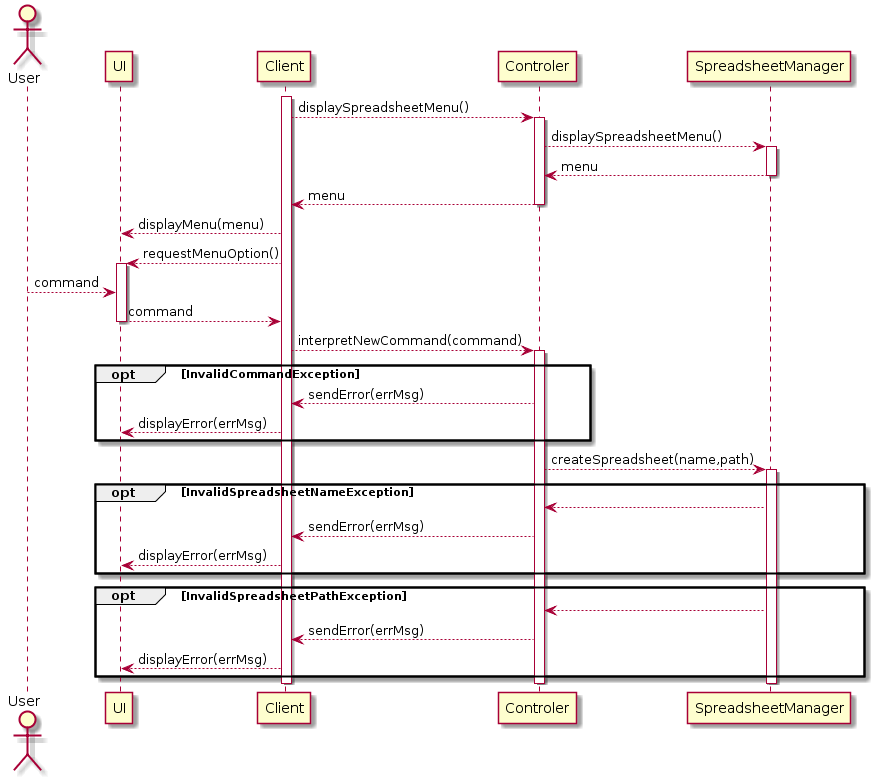 User
UI
Client
Controler
SpreadsheetManager
displaySpreadsheetMenu()
displaySpreadsheetMenu()
menu
menu
displayMenu(menu)
requestMenuOption()
command
command
interpretNewCommand(command)
opt [InvalidCommandException]
sendError(errMsg)
displayError(errMsg)
createSpreadsheet(name,path)
opt [InvalidSpreadsheetNameException]
sendError(errMsg)
displayError(errMsg)
opt [InvalidSpreadsheetPathException]
sendError(errMsg)
displayError(errMsg)
User
UI
Client
Controler
SpreadsheetManager